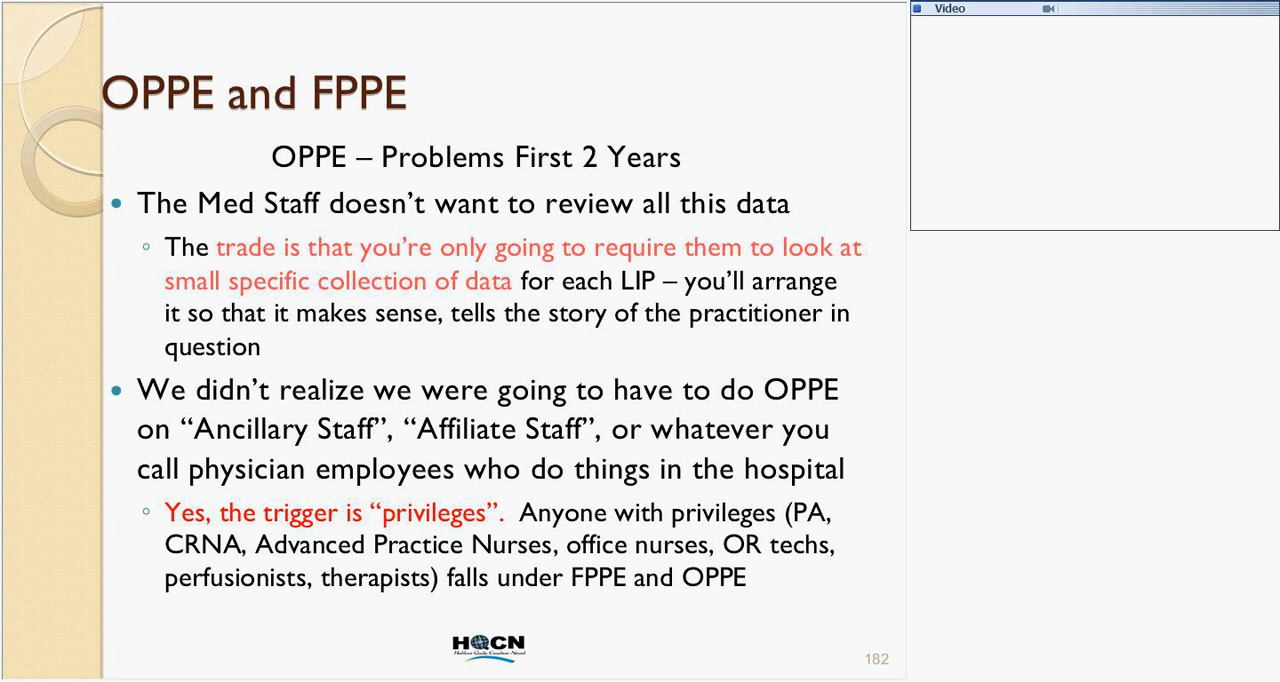 Video
OPPE and FPPE
OPPE – Problems First 2 Years
• The Med Staff doesn’t want to review all this data
◦ The trade is that you’re only going to require them to look at
small specific collection of data for each LIP – you’ll arrange
it so that it makes sense, tells the story of the practitioner in
question
• We didn’t realize we were going to have to do OPPE
on “Ancillary Staff”, “Affiliate Staff”, or whatever you
call physician employees who do things in the hospital
◦ Yes, the trigger is “privileges”. Anyone with privileges (PA,
CRNA, Advanced Practice Nurses, office nurses, OR techs,
perfusionists, therapists) falls under FPPE and OPPE
HQCN
182